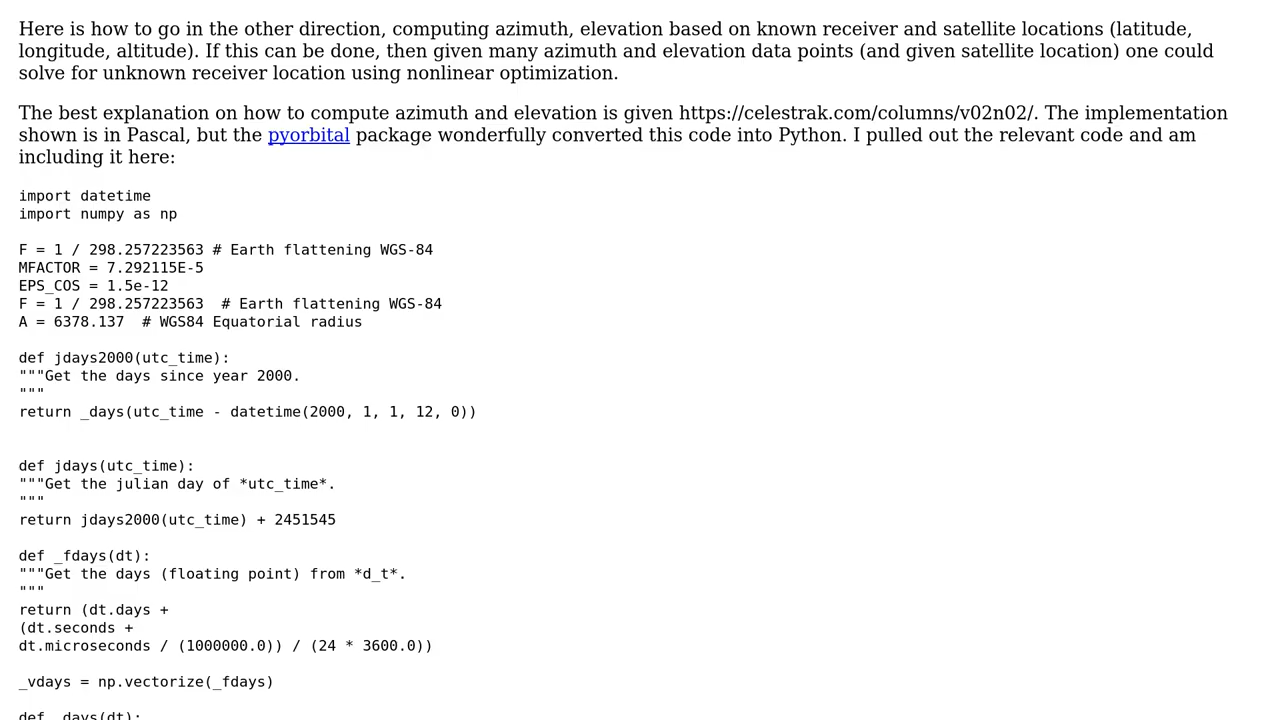 Here is how to go in the other direction, computing azimuth, elevation based on known receiver and satellite locations (latitude,
longitude, altitude). If this can be done, then given many azimuth and elevation data points (and given satellite location) one could
solve for unknown receiver location using nonlinear optimization.
The best explanation on how to compute azimuth and elevation is given https://celestrak.com/columns/v02n02/. The implementation
shown is in Pascal, but the pyorbital package wonderfully converted this code into Python. I pulled out the relevant code and am
including it here:
import datetime
import numpy as np
F = 1 / 298.257223563 # Earth flattening WGS-84
MFACTOR = 7.292115E-5
EPS_COS = 1.5e-12
F = 1 / 298.257223563  # Earth flattening WGS-84
A = 6378.137  # WGS84 Equatorial radius
def jdays2000(utc_time):
"""Get the days since year 2000.
"""
return _days(utc_time - datetime(2000, 1, 1, 12, 0))
def jdays(utc_time):
"""Get the julian day of *utc_time*.
"""
return jdays2000(utc_time) + 2451545
def _fdays(dt):
"""Get the days (floating point) from *d_t*.
"""
return (dt.days +
(dt.seconds +
dt.microseconds / (1000000.0)) / (24 * 3600.0))
_vdays = np.vectorize(_fdays)
def _days(dt):